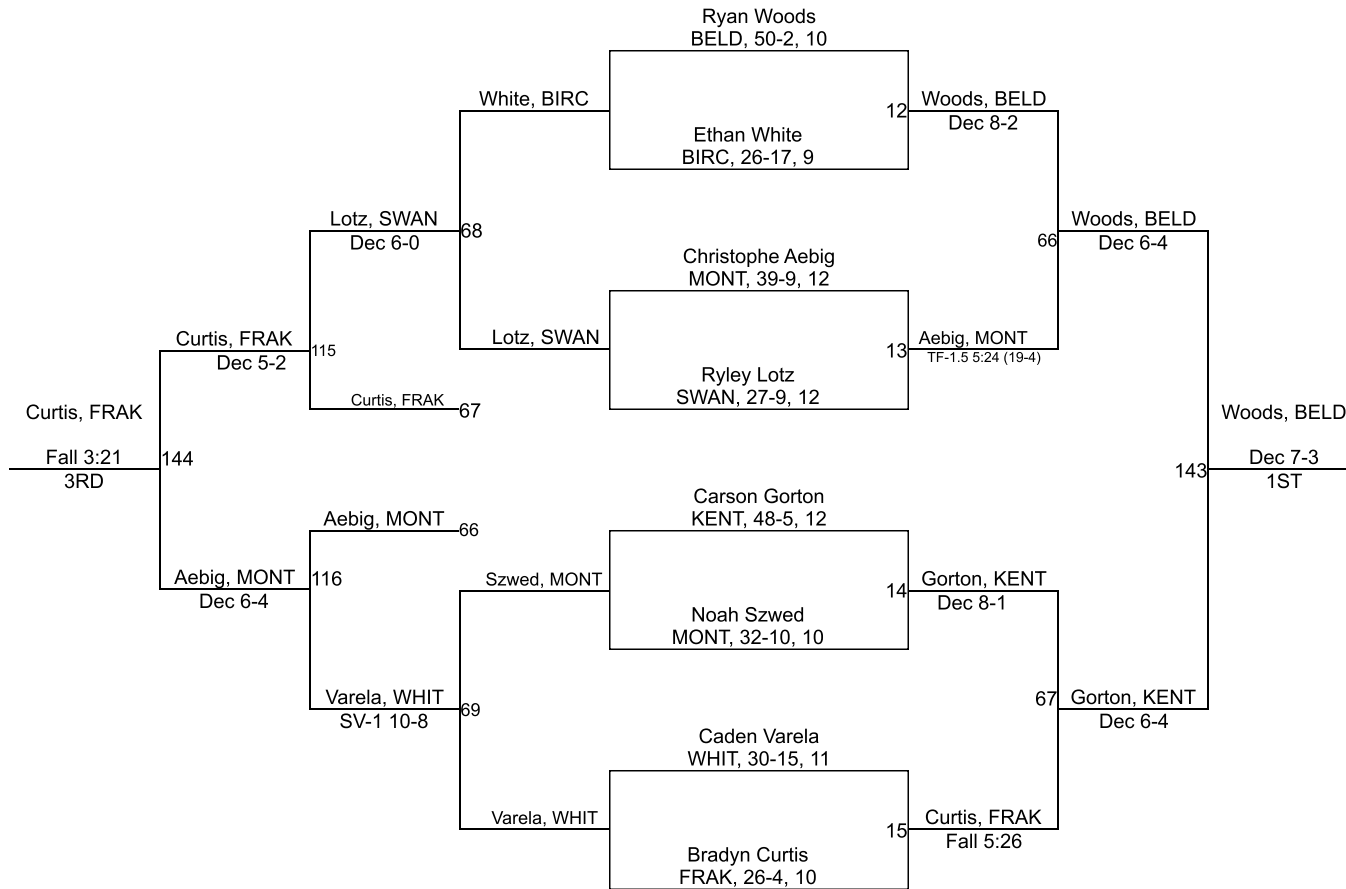 Ryan Woods
BELD, 50-2, 10
White, BIRC
12
Woods, BELD
Dec 8-2
Ethan White
BIRC, 26-17, 9
Lotz, SWAN
Dec 6-0
68
66
Woods, BELD
Dec 6-4
Christophe Aebig
MONT, 39-9, 12
Lotz, SWAN
13
Aebig, MONT
TF-1.5 5:24 (19-4)
Curtis, FRAK
Dec 5-2
115
Ryley Lotz
SWAN, 27-9, 12
Curtis, FRAK
67
Curtis, FRAK
Fall 3:21
3RD
144
Woods, BELD
143
Dec 7-3
1ST
Carson Gorton
KENT, 48-5, 12
Aebig, MONT
66
Aebig, MONT
Dec 6-4
116
Szwed, MONT
14
Gorton, KENT
Dec 8-1
Noah Szwed
MONT, 32-10, 10
Varela, WHIT
SV-1 10-8
69
67
Gorton, KENT
Dec 6-4
Caden Varela
WHIT, 30-15, 11
Varela, WHIT
15
Curtis, FRAK
Fall 5:26
Bradyn Curtis
FRAK, 26-4, 10